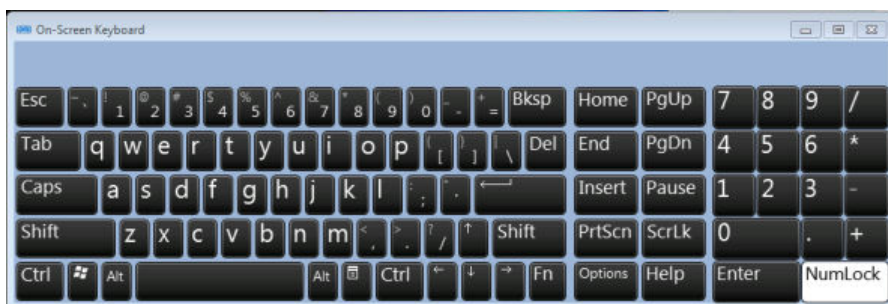 On-Screen Keyboard
Esc ~ ` ! 1 @ 2 # 3 $ 4 % 5 ^ 6 & 7 * 8 ( 9 ) 0 _ - + = Bksp Home PgUp 7 8 9 /
Tab q w e r t y u i o p { [ } ] | \ Del End PgDn 4 5 6 *
Caps a s d f g h j k l : ; " ' Insert Pause 1 2 3 -
Shift z x c v b n m < , > . ? / ↑ Shift PrtScn ScrLk 0 . +
Ctrl Alt Alt Ctrl ← ↓ → Fn Options Help Enter NumLock